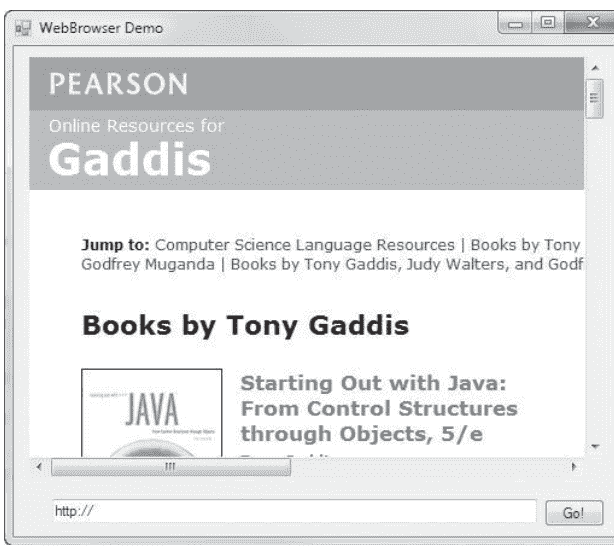 WebBrowser Demo
PEARSON
Online Resources for
Gaddis
Jump to: Computer Science Language Resources | Books by Tony
Godfrey Muganda | Books by Tony Gaddis, Judy Walters, and Godf
Books by Tony Gaddis
JAVA
Starting Out with Java:
From Control Structures
through Objects, 5/e
http://
Go!